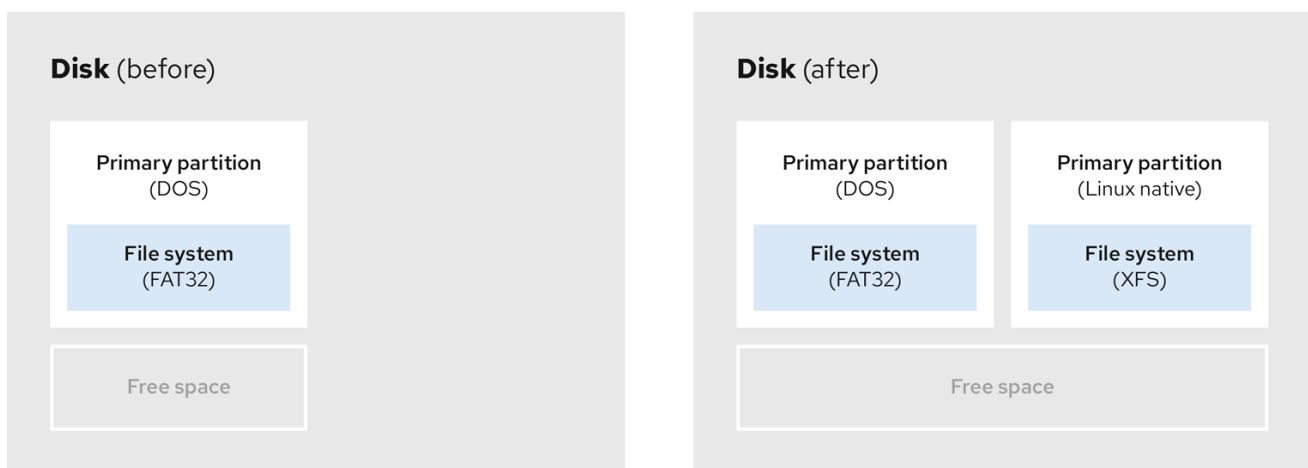 Disk (before)
Primary partition
(DOS)
File system
(FAT32)
Free space
Disk (after)
Primary partition
(DOS)
File system
(FAT32)
Primary partition
(Linux native)
File system
(XFS)
Free space